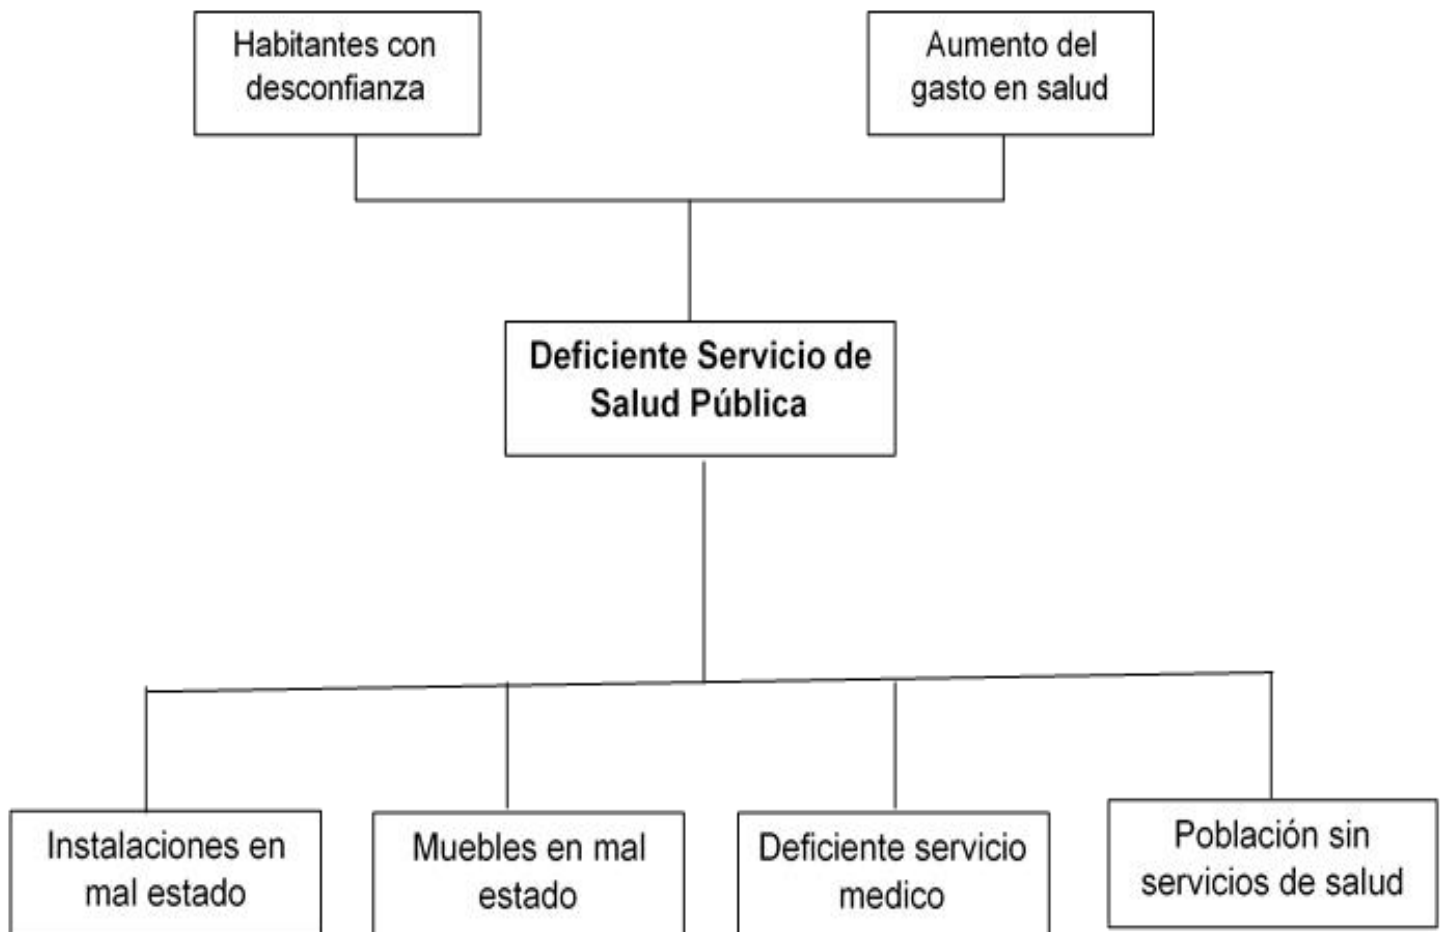 Habitantes con
desconfianza
Aumento del
gasto en salud
Deficiente Servicio de
Salud Pública
Instalaciones en
mal estado
Muebles en mal
estado
Deficiente servicio
medico
Población sin
servicios de salud